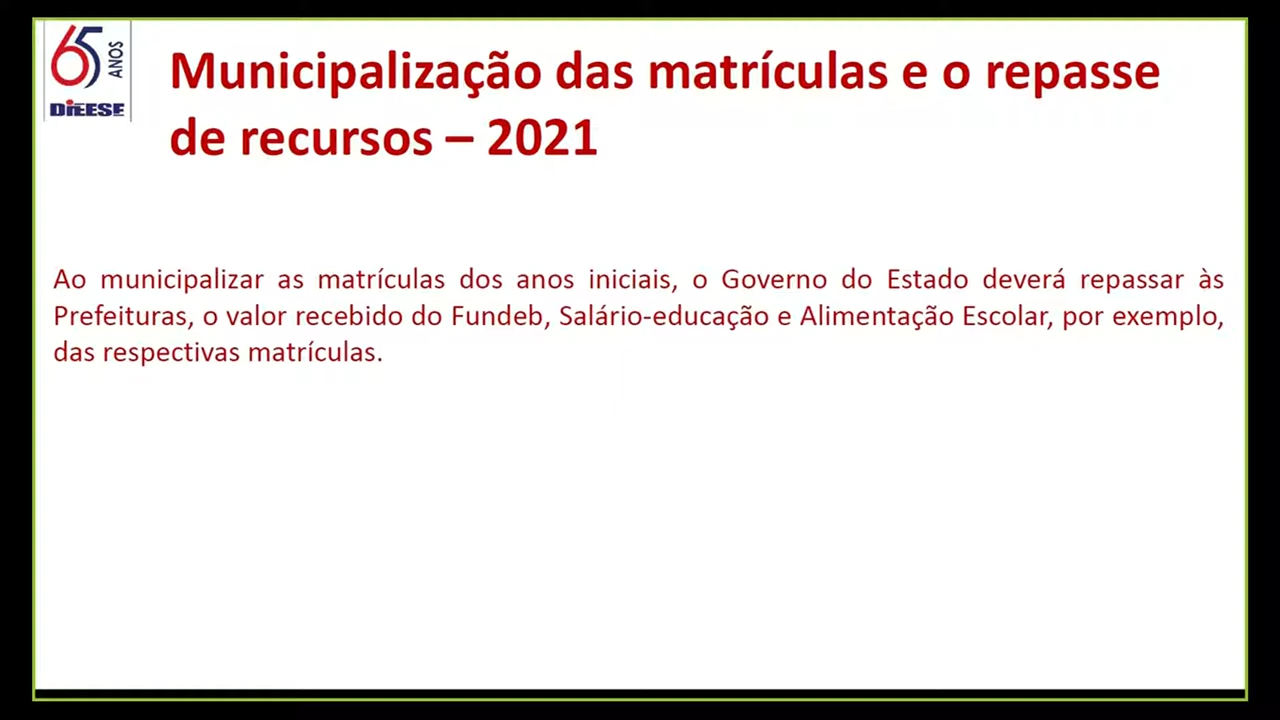 65 ANOS
DIEESE
Municipalização das matrículas e o repasse
de recursos – 2021
Ao municipalizar as matrículas dos anos iniciais, o Governo do Estado deverá repassar às
Prefeituras, o valor recebido do Fundeb, Salário-educação e Alimentação Escolar, por exemplo,
das respectivas matrículas.